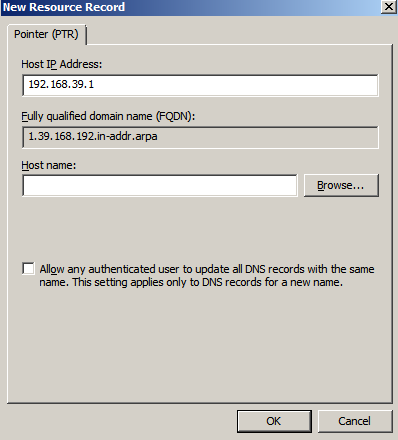 New Resource Record
Pointer (PTR)
Host IP Address:
192.168.39.1
Fully qualified domain name (FQDN):
1.39.168.192.in-addr.arpa
Host name:
Browse...
Allow any authenticated user to update all DNS records with the same
name. This setting applies only to DNS records for a new name.
OK
Cancel